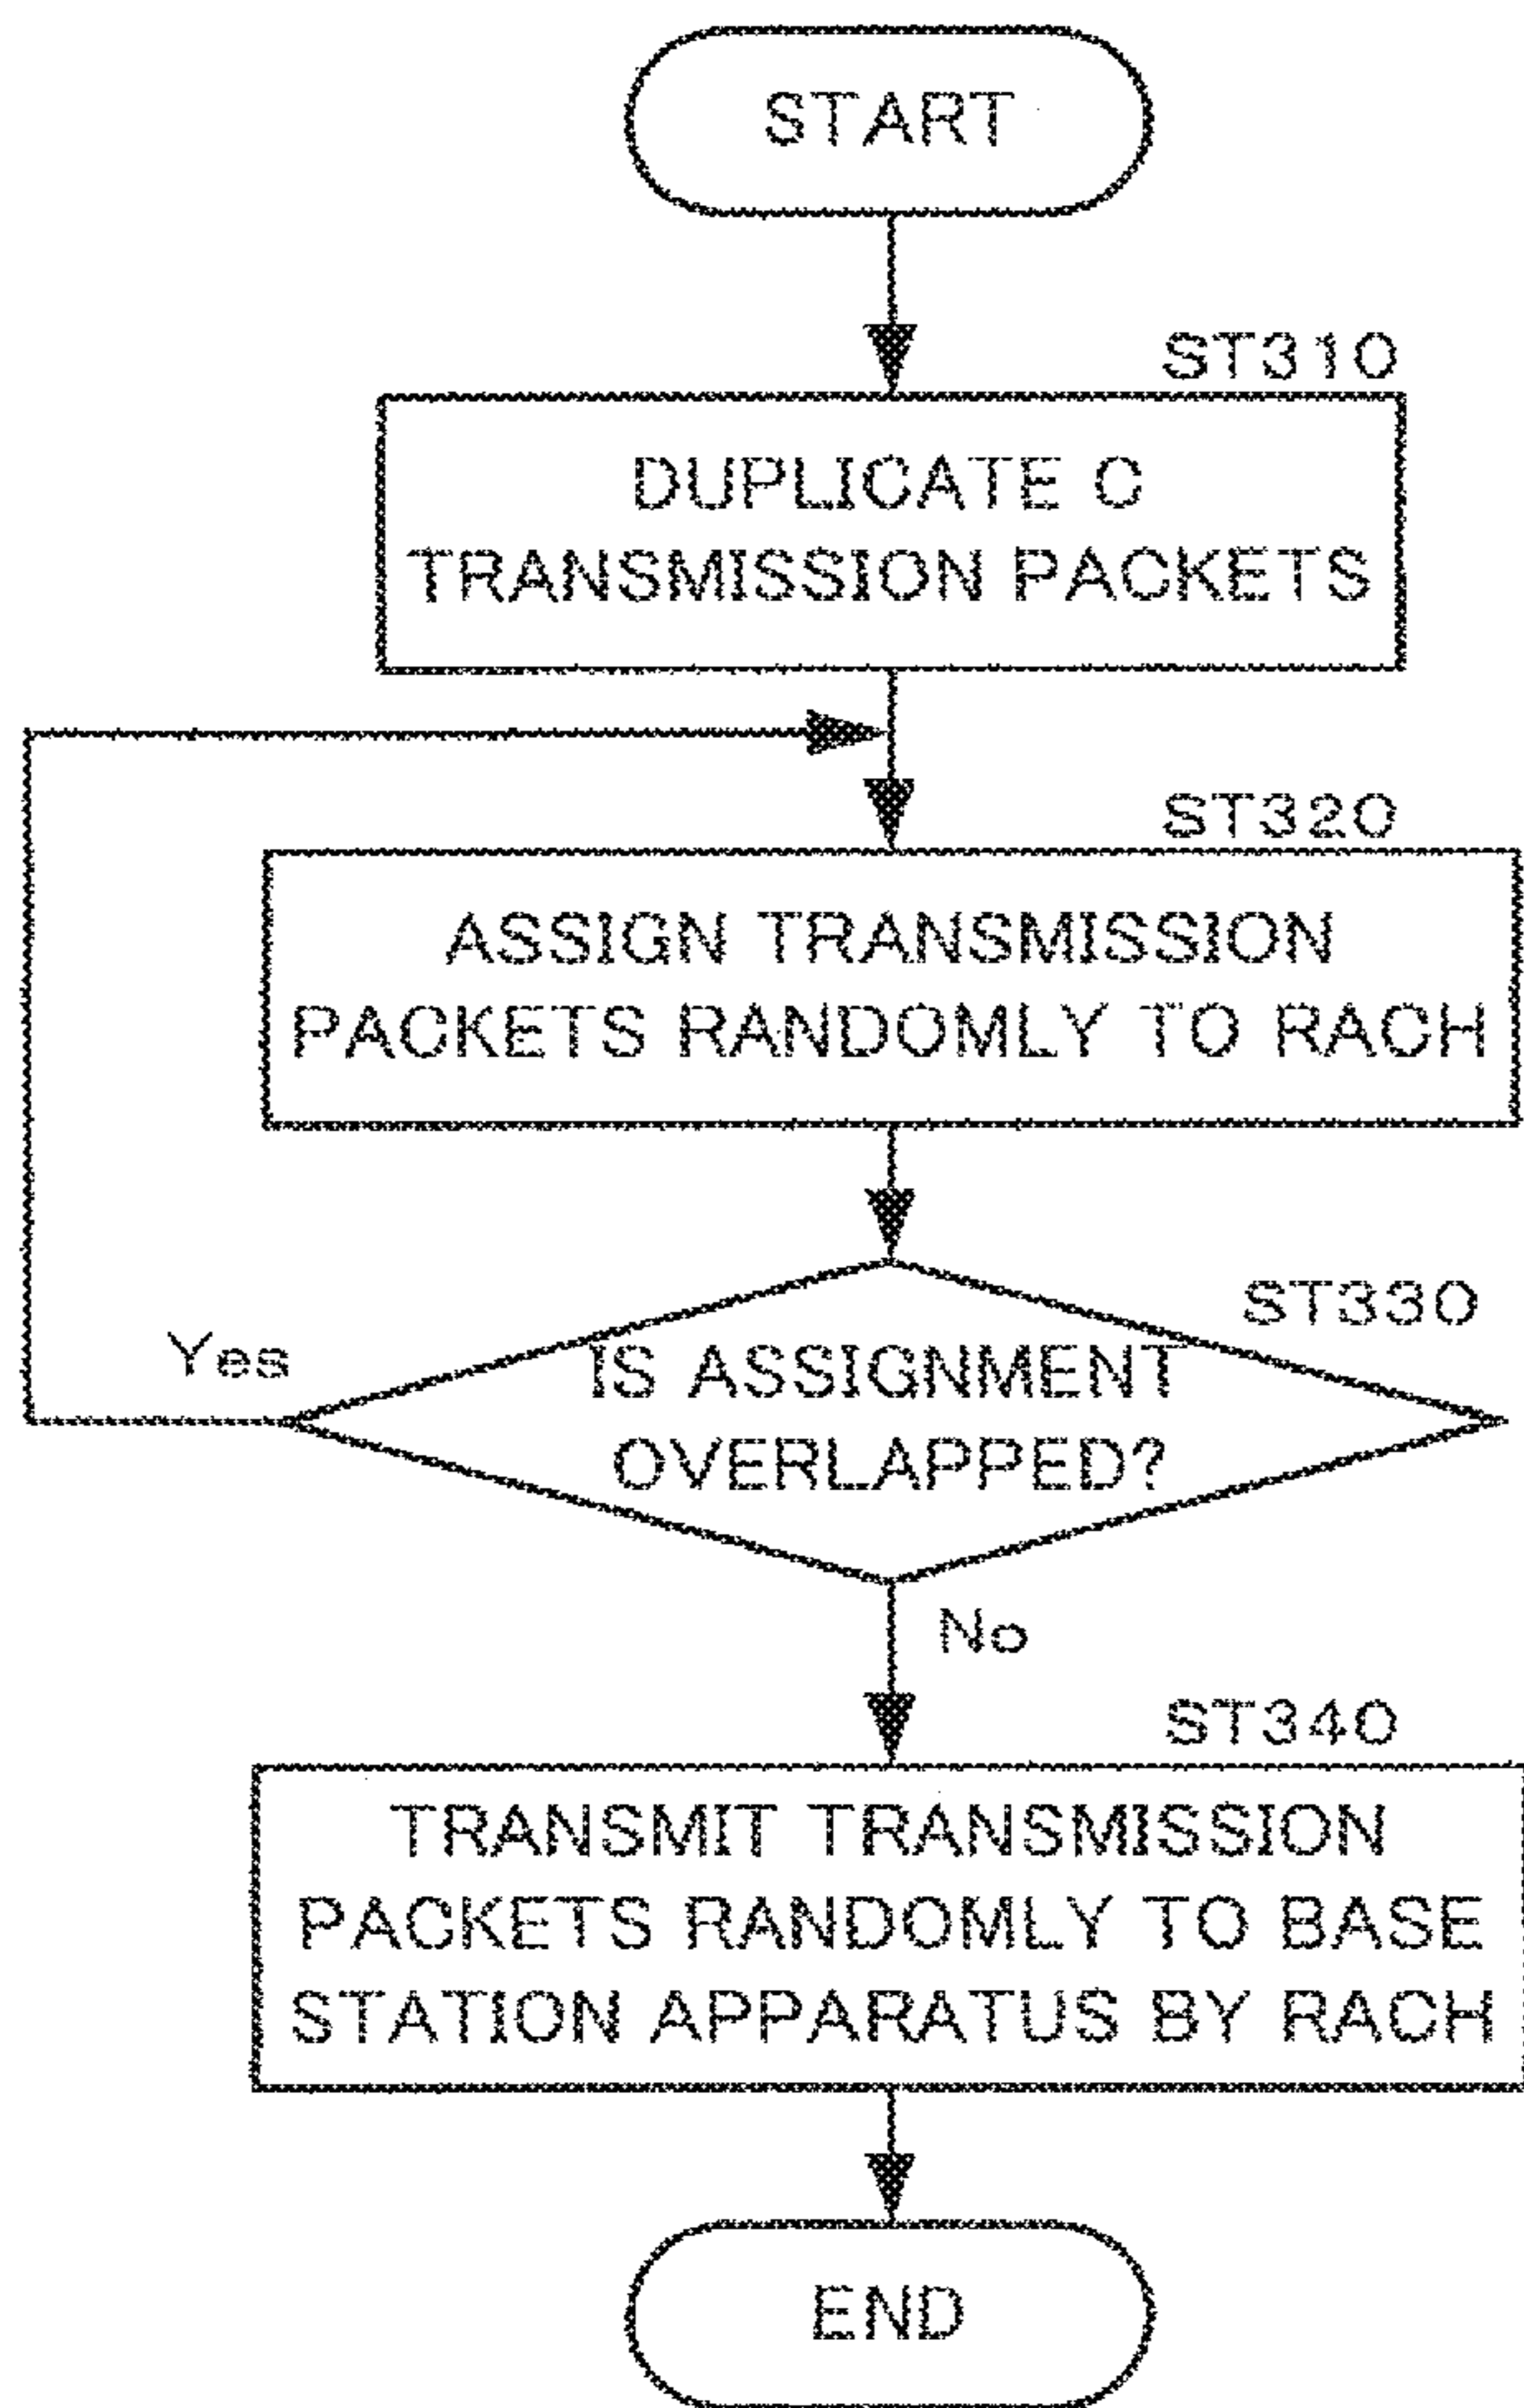 START
ST310
DUPLICATE C
TRANSMISSION PACKETS
ST320
ASSIGN TRANSMISSION
PACKETS RANDOMLY TO RACH
ST330
Yes
IS ASSIGNMENT
OVERLAPPED?
No
ST340
TRANSMIT TRANSMISSION
PACKETS RANDOMLY TO BASE
STATION APPARATUS BY RACH
END